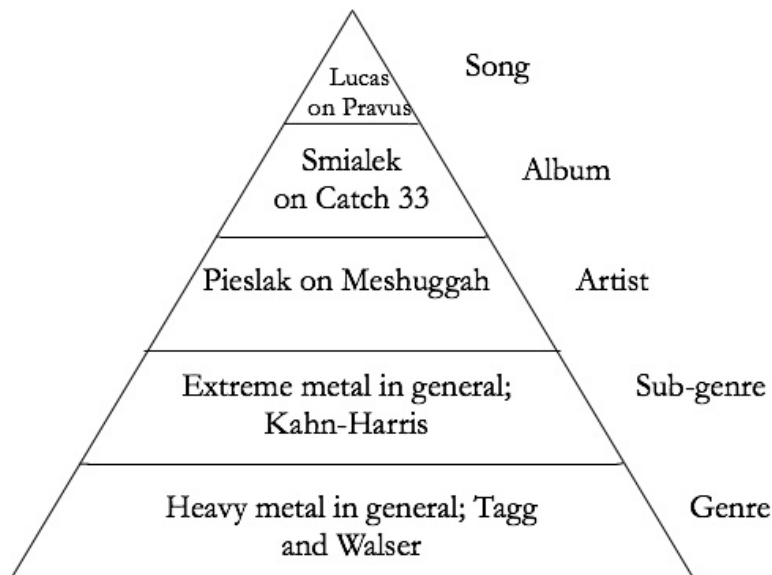 Lucas
on Pravus
Song
Smialek
on Catch 33
Album
Pieslak on Meshuggah
Artist
Extreme metal in general;
Kahn-Harris
Sub-genre
Heavy metal in general; Tagg
and Walser
Genre